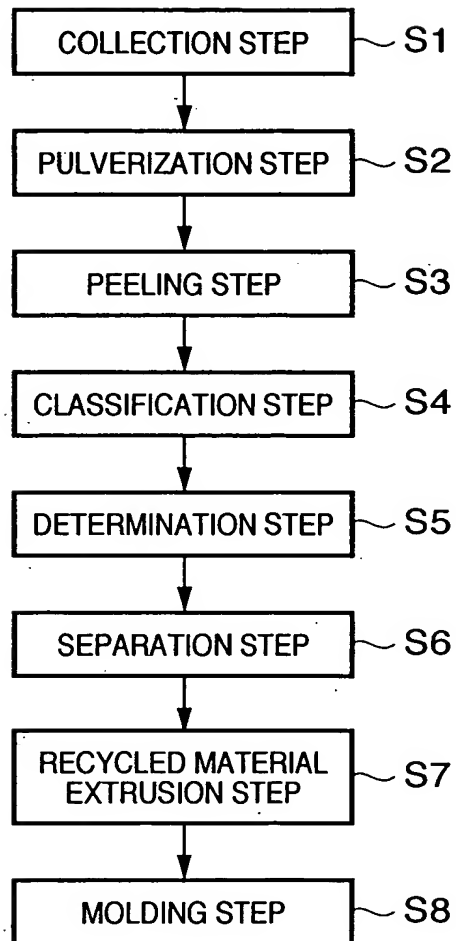 COLLECTION STEP S1
PULVERIZATION STEP S2
PEELING STEP S3
CLASSIFICATION STEP S4
DETERMINATION STEP S5
SEPARATION STEP S6
RECYCLED MATERIAL
EXTRUSION STEP S7
MOLDING STEP S8